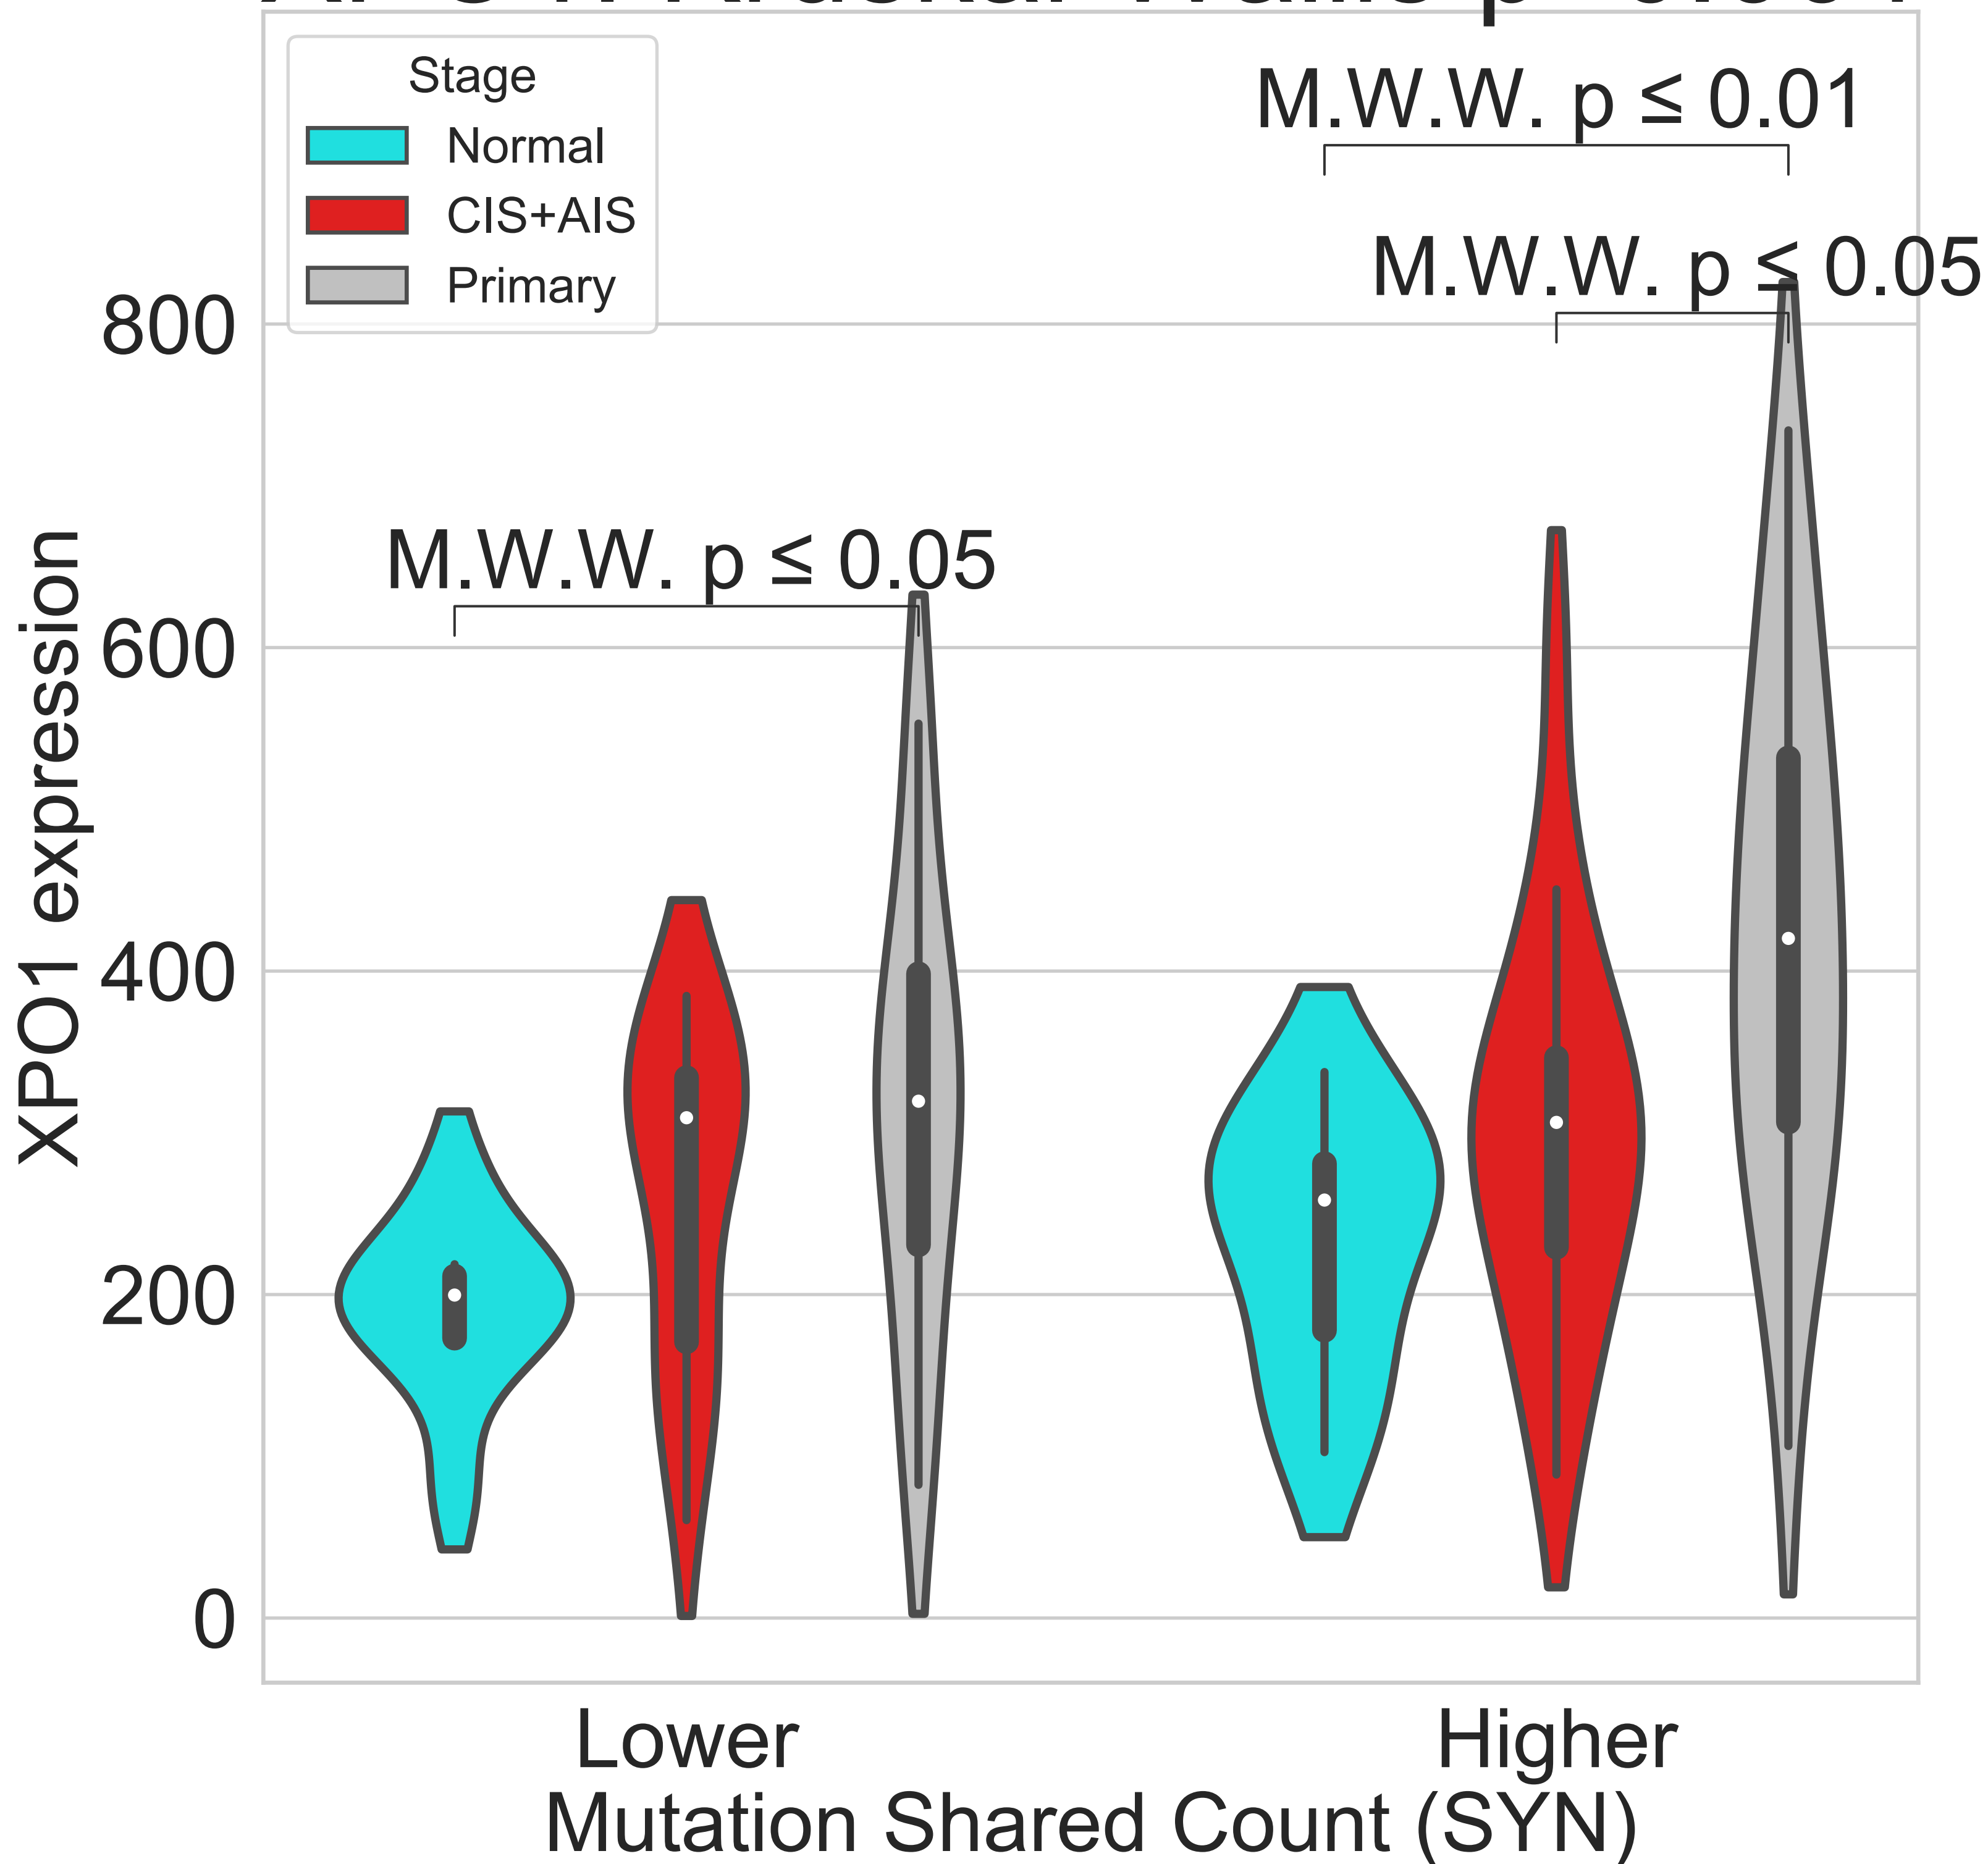 Stage
Normal
CIS+AIS
Primary
M.W.W. p ≤ 0.01
M.W.W. p ≤ 0.05
M.W.W. p ≤ 0.05
XPO1 expression
800
600
400
200
0
Lower
Higher
Mutation Shared Count (SYN)